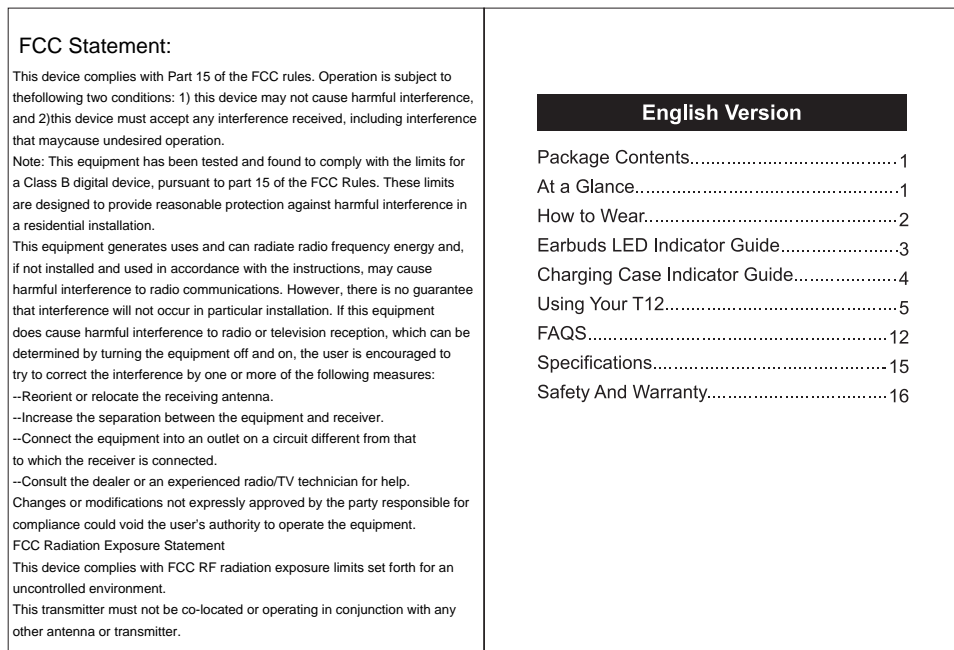 FCC Statement:
This device complies with Part 15 of the FCC rules. Operation is subject to
thefollowing two conditions: 1) this device may not cause harmful interference,
and 2)this device must accept any interference received, including interference
that maycause undesired operation.
Note: This equipment has been tested and found to comply with the limits for
a Class B digital device, pursuant to part 15 of the FCC Rules. These limits
are designed to provide reasonable protection against harmful interference in
a residential installation.
This equipment generates uses and can radiate radio frequency energy and,
if not installed and used in accordance with the instructions, may cause
harmful interference to radio communications. However, there is no guarantee
that interference will not occur in particular installation. If this equipment
does cause harmful interference to radio or television reception, which can be
determined by turning the equipment off and on, the user is encouraged to
try to correct the interference by one or more of the following measures:
--Reorient or relocate the receiving antenna.
--Increase the separation between the equipment and receiver.
--Connect the equipment into an outlet on a circuit different from that
to which the receiver is connected.
--Consult the dealer or an experienced radio/TV technician for help.
Changes or modifications not expressly approved by the party responsible for
compliance could void the user's authority to operate the equipment.
FCC Radiation Exposure Statement
This device complies with FCC RF radiation exposure limits set forth for an
uncontrolled environment.
This transmitter must not be co-located or operating in conjunction with any
other antenna or transmitter.
English Version
Package Contents................................................1
At a Glance................................................1
How to Wear................................................2
Earbuds LED Indicator Guide......................3
Charging Case Indicator Guide....................4
Using Your T12................................................5
FAQS................................................12
Specifications................................................15
Safety And Warranty................................16